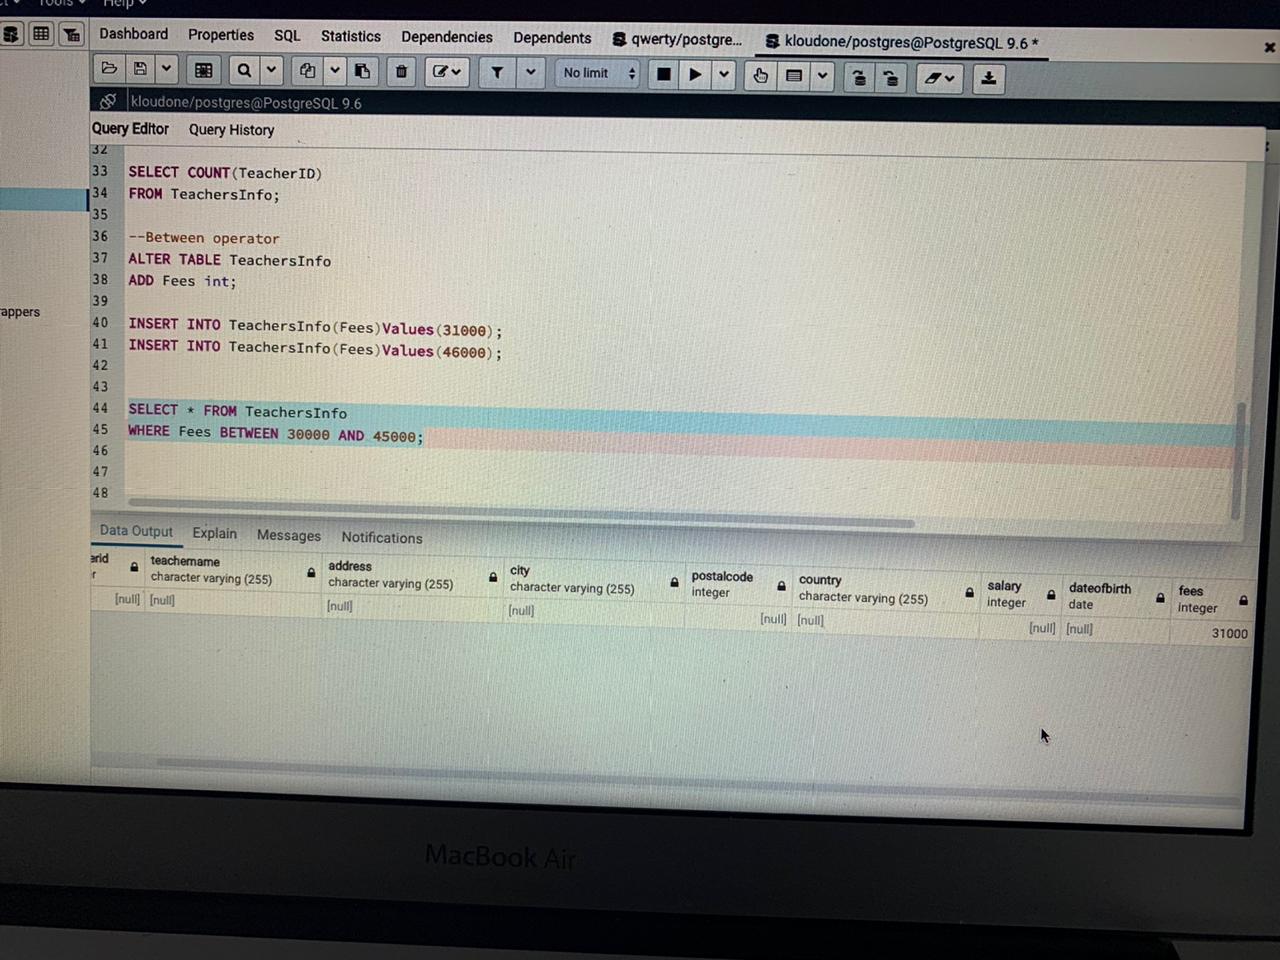 Tools Help
Dashboard Properties SQL Statistics Dependencies Dependents qwerty/postgre... kloudone/postgres@PostgreSQL 9.6 *
No limit
kloudone/postgres@PostgreSQL 9.6
Query Editor Query History
32
33 SELECT COUNT(TeacherID)
34 FROM TeachersInfo;
35
36 --Between operator
37 ALTER TABLE TeachersInfo
38 ADD Fees int;
39
40 INSERT INTO TeachersInfo(Fees)Values(31000);
41 INSERT INTO TeachersInfo(Fees)Values(46000);
42
43
44 SELECT * FROM TeachersInfo
45 WHERE Fees BETWEEN 30000 AND 45000;
46
47
48
rappers
Data Output Explain Messages Notifications
erid teachername address city postalcode country salary dateofbirth fees
r character varying (255) character varying (255) character varying (255) integer character varying (255) integer date integer
[null] [null] [null] [null] [null] [null] [null] [null] 31000
MacBook Air